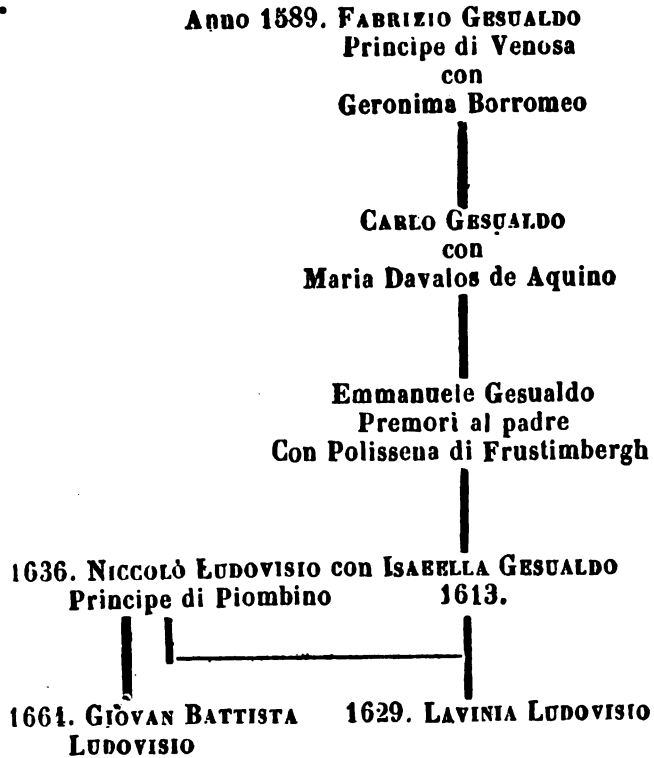 Anno 1589. FABRIZIO GESUALDO
Principe di Venosa
con
Geronima Borromeo
CARLO GESUALDO
con
Maria Davalos de Aquino
Emmanuele Gesualdo
Premorì al padre
Con Polissena di Frustimbergh
1636. NICCOLÒ LUDOVISIO con ISABELLA GESUALDO
Principe di Piombino 1613.
1664. GIOVAN BATTISTA 1629. LAVINIA LUDOVISIO
LUDOVISIO